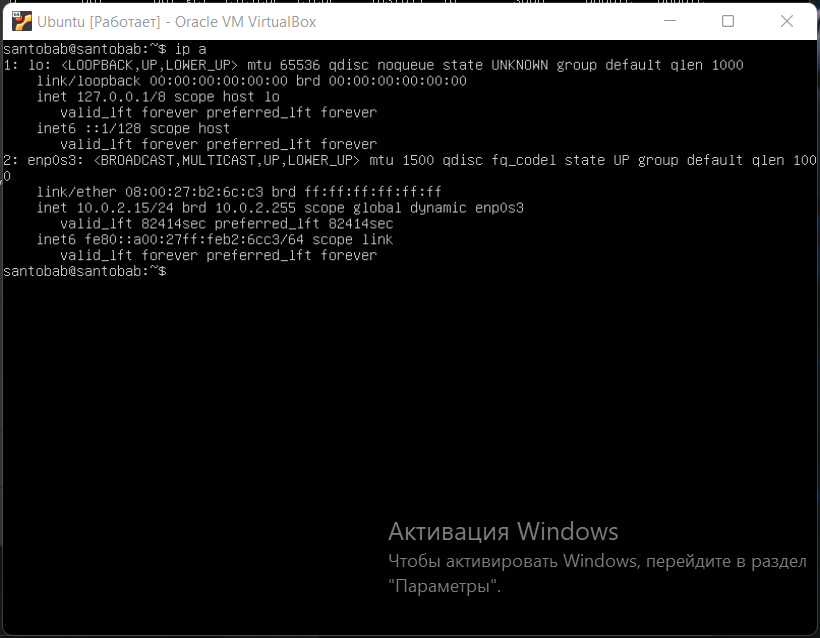 Ubuntu [Работает] - Oracle VM VirtualBox
santobab@santobab:~$ ip a
1: lo: <LOOPBACK,UP,LOWER_UP> mtu 65536 qdisc noqueue state UNKNOWN group default qlen 1000
    link/loopback 00:00:00:00:00:00 brd 00:00:00:00:00:00
    inet 127.0.0.1/8 scope host lo
       valid_lft forever preferred_lft forever
    inet6 ::1/128 scope host
       valid_lft forever preferred_lft forever
2: enp0s3: <BROADCAST,MULTICAST,UP,LOWER_UP> mtu 1500 qdisc fq_codel state UP group default qlen 100
0
    link/ether 08:00:27:b2:6c:c3 brd ff:ff:ff:ff:ff:ff
    inet 10.0.2.15/24 brd 10.0.2.255 scope global dynamic enp0s3
       valid_lft 82414sec preferred_lft 82414sec
    inet6 fe80::a00:27ff:feb2:6cc3/64 scope link
       valid_lft forever preferred_lft forever
santobab@santobab:~$
Активация Windows
Чтобы активировать Windows, перейдите в раздел
"Параметры".